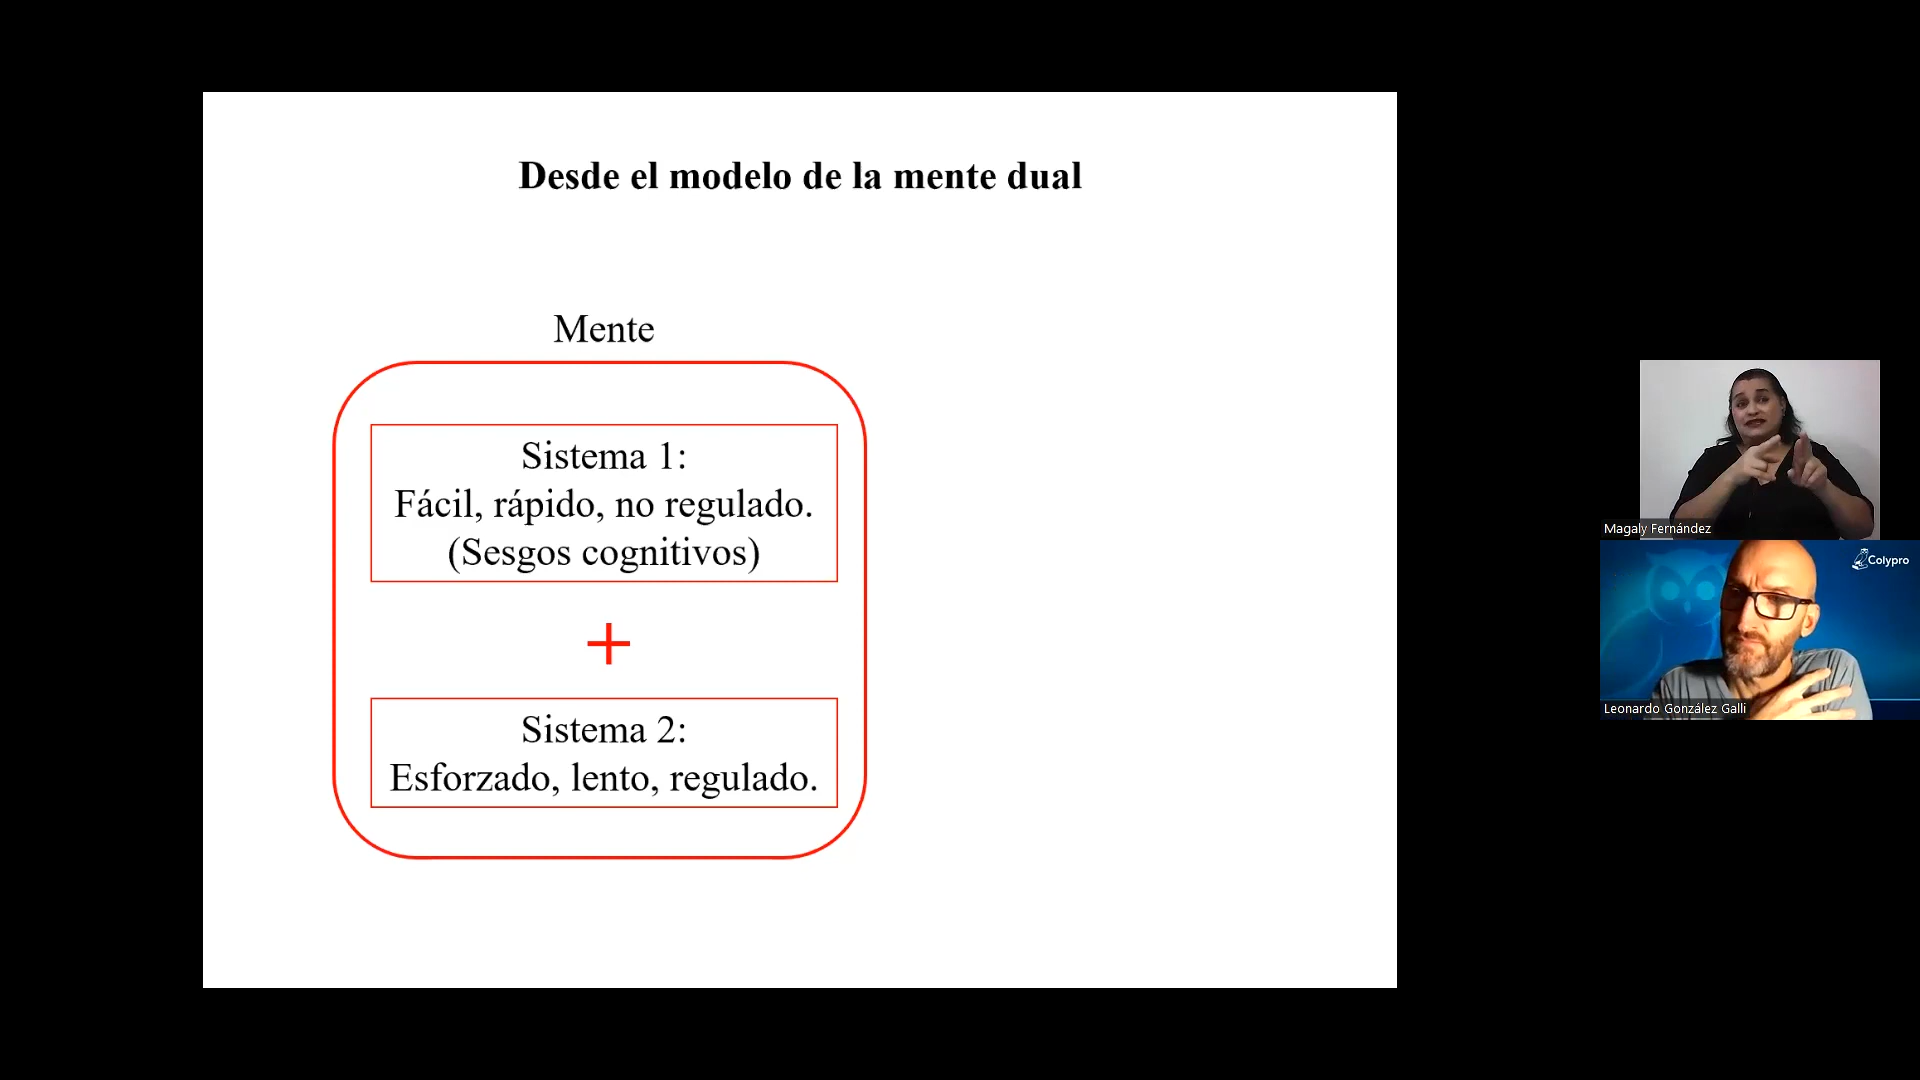 Desde el modelo de la mente dual
Mente
Sistema 1:
Fácil, rápido, no regulado.
(Sesgos cognitivos)
+
Sistema 2:
Esforzado, lento, regulado.
Magaly Fernández
Colypro
Leonardo González Galli